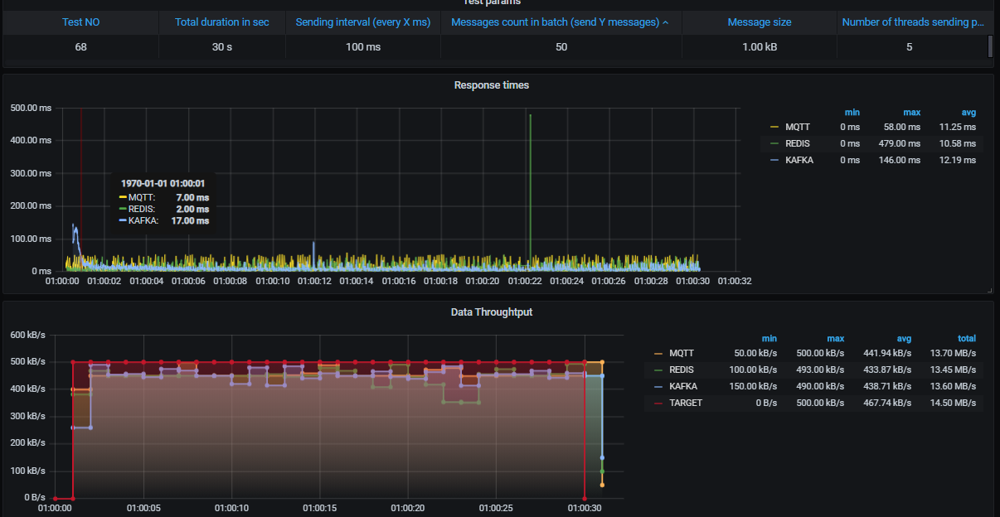 Test params
Test NO Total duration in sec Sending interval (every X ms) Messages count in batch (send Y messages) Message size Number of threads sending p...
68 30 s 100 ms 50 1.00 kB 5
Response times
500.00 ms
400.00 ms
300.00 ms
200.00 ms
100.00 ms
0 ms
01:00:00 01:00:02 01:00:04 01:00:06 01:00:08 01:00:10 01:00:12 01:00:14 01:00:16 01:00:18 01:00:20 01:00:22 01:00:24 01:00:26 01:00:28 01:00:30 01:00:32
1970-01-01 01:00:01
MQTT: 7.00 ms
REDIS: 2.00 ms
KAFKA: 17.00 ms
min max avg
MQTT 0 ms 58.00 ms 11.25 ms
REDIS 0 ms 479.00 ms 10.58 ms
KAFKA 0 ms 146.00 ms 12.19 ms
Data Throughtput
600 kB/s
500 kB/s
400 kB/s
300 kB/s
200 kB/s
100 kB/s
0 B/s
01:00:00 01:00:05 01:00:10 01:00:15 01:00:20 01:00:25 01:00:30
min max avg total
MQTT 50.00 kB/s 500.00 kB/s 441.94 kB/s 13.70 MB/s
REDIS 100.00 kB/s 493.00 kB/s 433.87 kB/s 13.45 MB/s
KAFKA 150.00 kB/s 490.00 kB/s 438.71 kB/s 13.60 MB/s
TARGET 0 B/s 500.00 kB/s 467.74 kB/s 14.50 MB/s